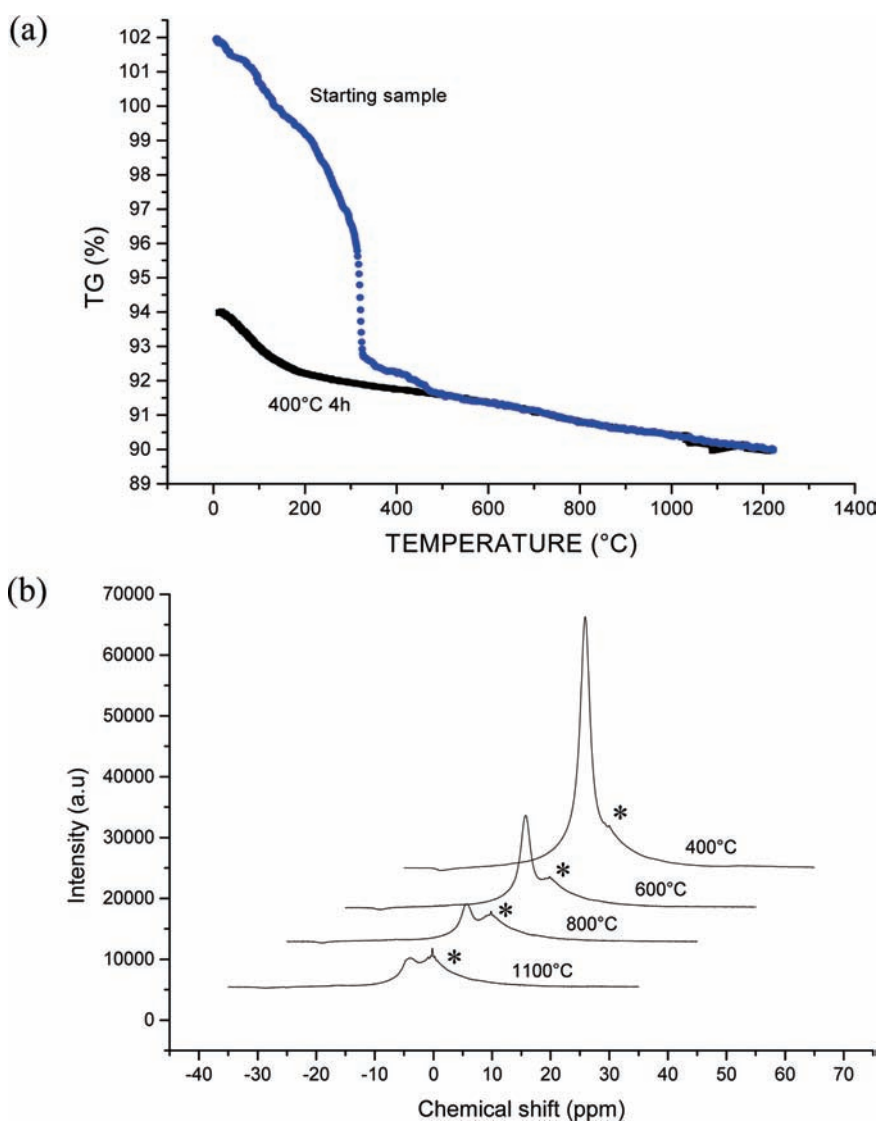 (a)
102
101
100
99
98
97
96
95
94
93
92
91
90
89
TG (%)
Starting sample
400°C 4h
0 200 400 600 800 1000 1200 1400
TEMPERATURE (°C)
(b)
70000
60000
50000
40000
30000
20000
10000
0
Intensity (a.u)
*
400°C
*
600°C
*
800°C
*
1100°C
-40 -30 -20 -10 0 10 20 30 40 50 60 70
Chemical shift (ppm)